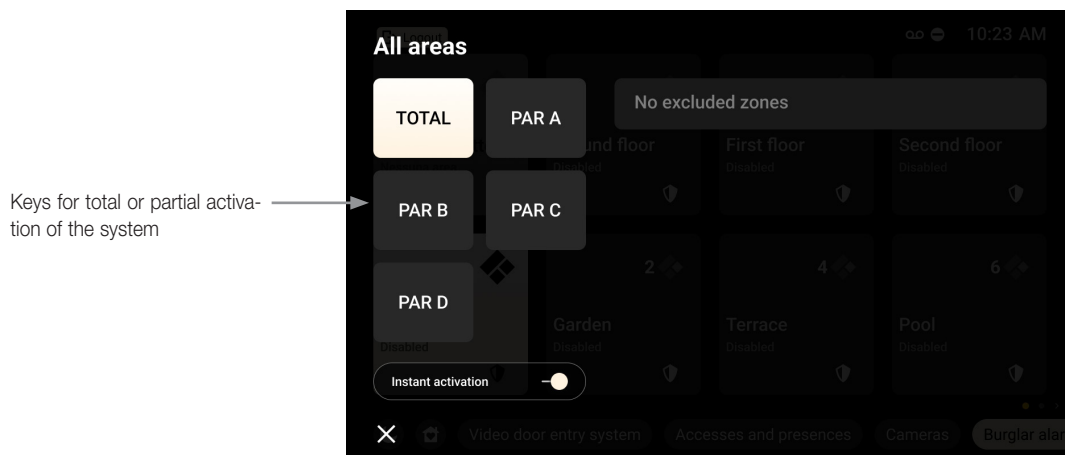 Logout
10:23 AM
All areas
TOTAL
PAR A
No excluded zones
und floor
Disabled
First floor
Disabled
Second floor
Disabled
Keys for total or partial activa-
tion of the system
PAR B
PAR C
2
4
6
PAR D
Disabled
Garden
Disabled
Terrace
Disabled
Pool
Disabled
Instant activation
Video door entry system
Accesses and presences
Cameras
Burglar alar